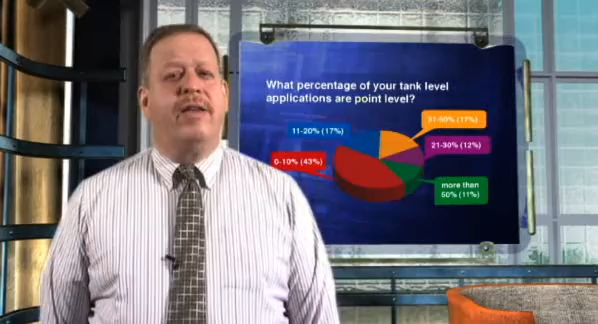 What percentage of your tank level
applications are point level?
11-20% (17%)
31-50% (17%)
0-10% (43%)
21-30% (12%)
more than
50% (11%)